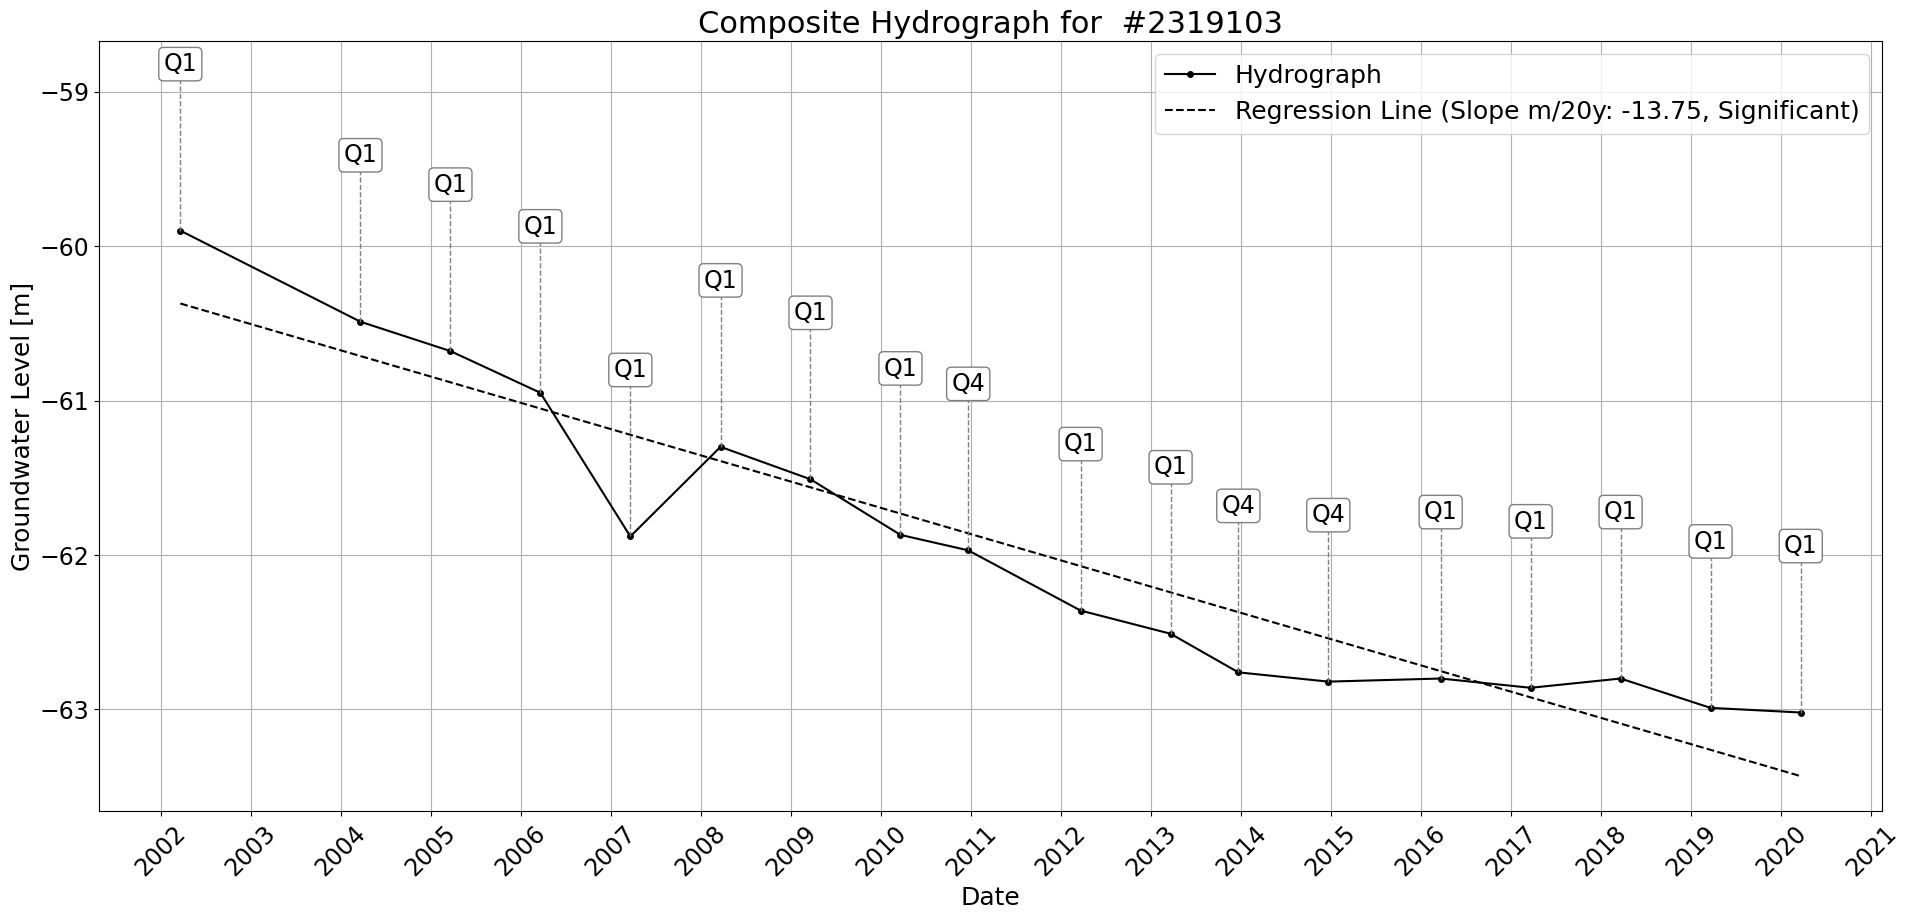 Composite Hydrograph for  #2319103
Hydrograph
Regression Line (Slope m/20y: -13.75, Significant)
Groundwater Level [m]
−59
−60
−61
−62
−63
Q1
Q1
Q1
Q1
Q1
Q1
Q1
Q1
Q4
Q1
Q1
Q4
Q4
Q1
Q1
Q1
Q1
Q1
2002
2003
2004
2005
2006
2007
2008
2009
2010
2011
2012
2013
2014
2015
2016
2017
2018
2019
2020
2021
Date